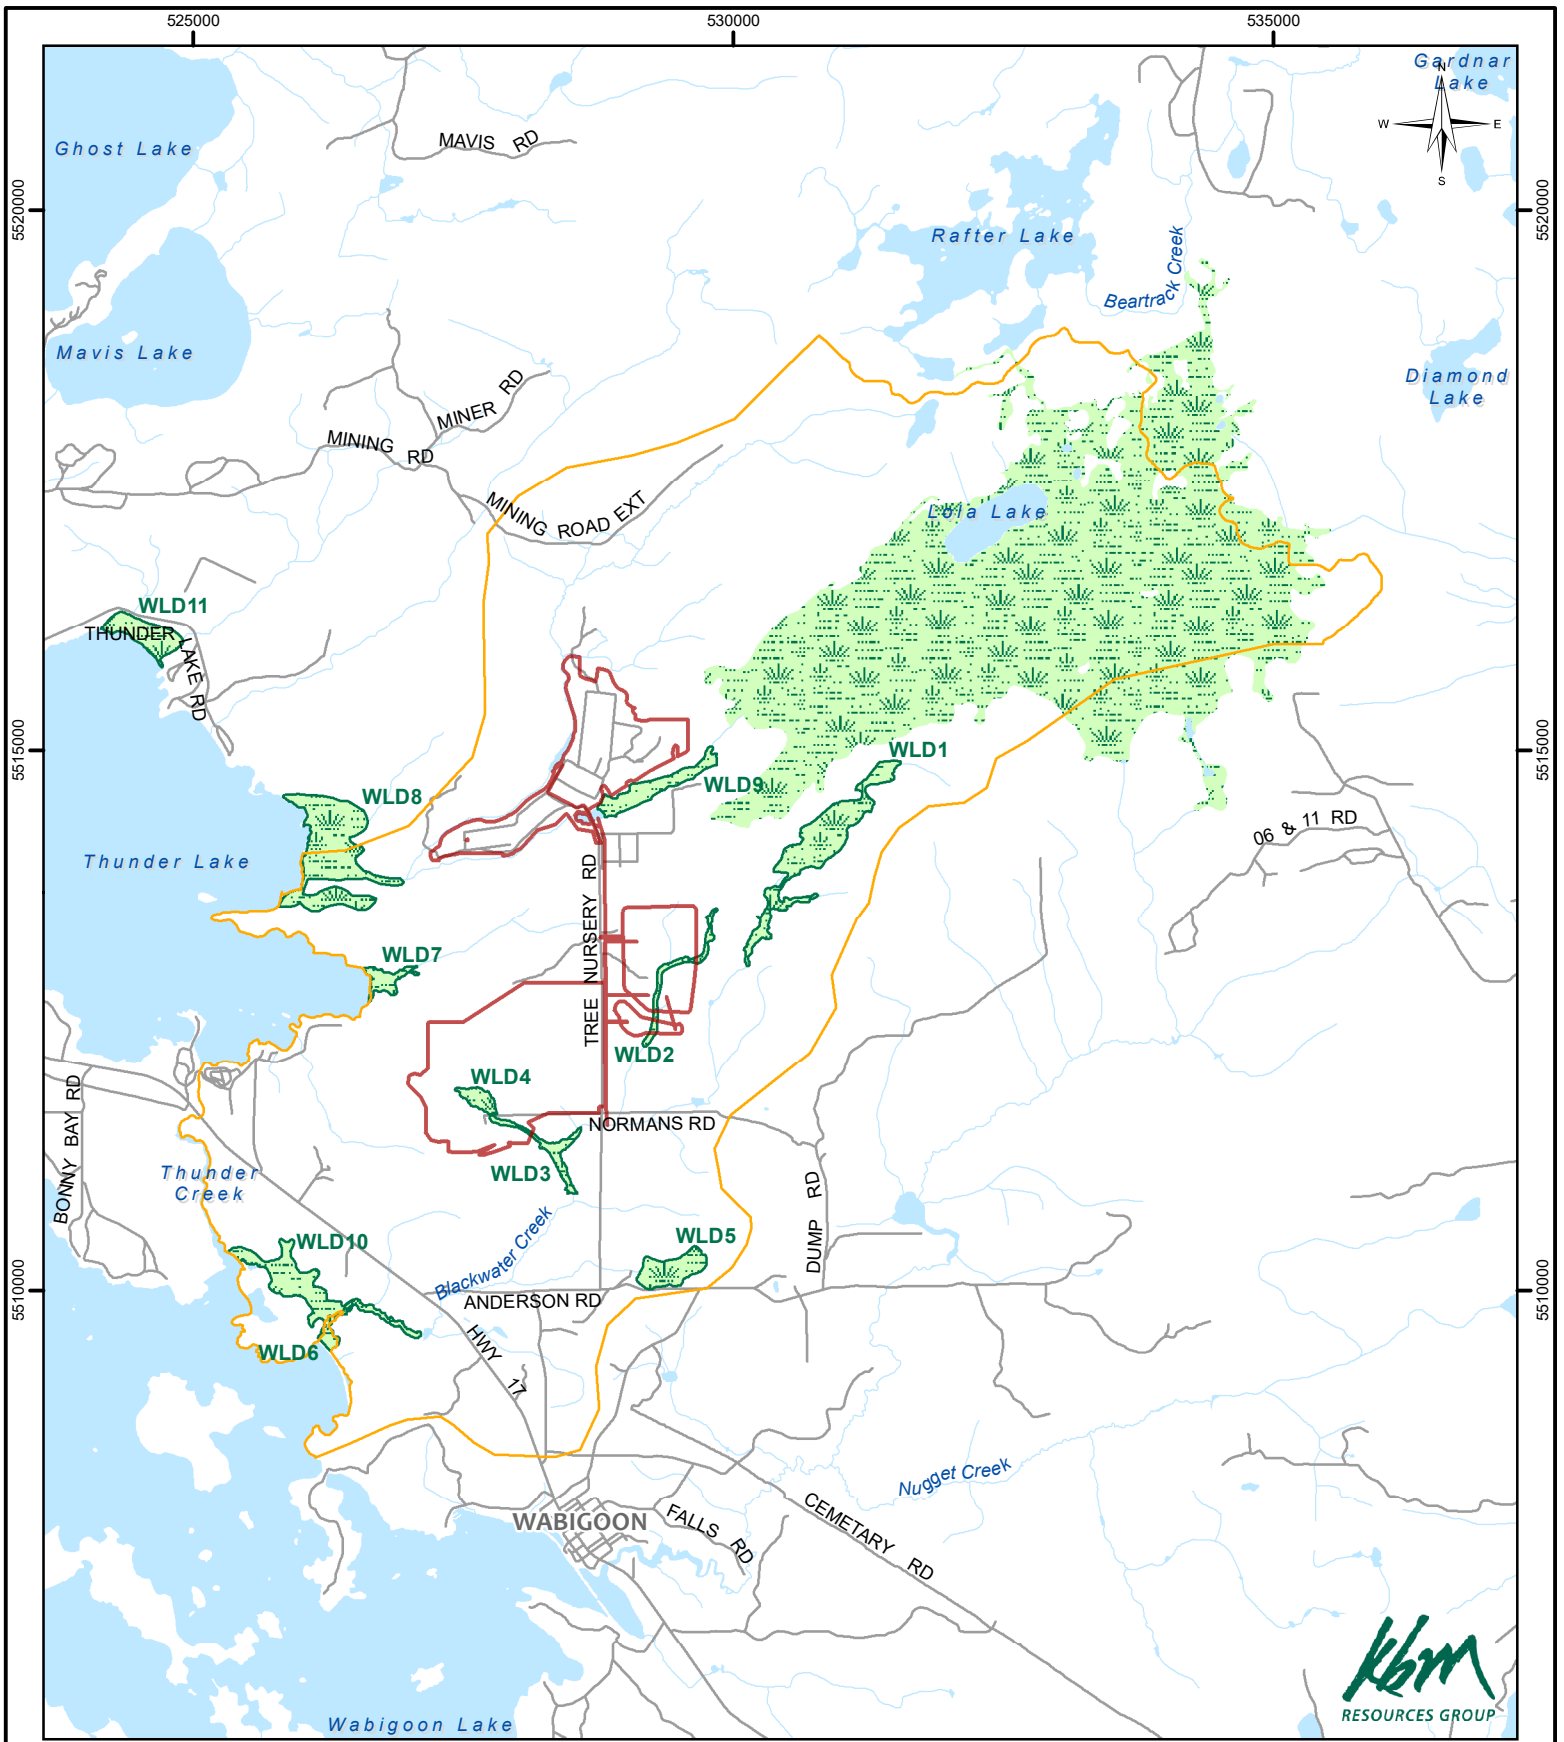 525000
530000
535000
Gardnar
Lake
N
W
E
S
Ghost Lake
MAVIS RD
5520000
5520000
Rafter Lake
Beartrack Creek
Mavis Lake
Diamond
Lake
MINER RD
MINING RD
MINING ROAD EXT
Lola Lake
WLD11
THUNDER LAKE RD
5515000
5515000
WLD1
WLD9
WLD8
06 & 11 RD
Thunder Lake
TREE NURSERY RD
WLD7
WLD2
WLD4
BONNY BAY RD
NORMANS RD
WLD3
Thunder
Creek
DUMP RD
Blackwater Creek
WLD5
WLD10
5510000
5510000
ANDERSON RD
WLD6
HWY 17
Nugget Creek
WABIGOON
FALLS RD
CEMETARY RD
kbm
RESOURCES GROUP
Wabigoon Lake